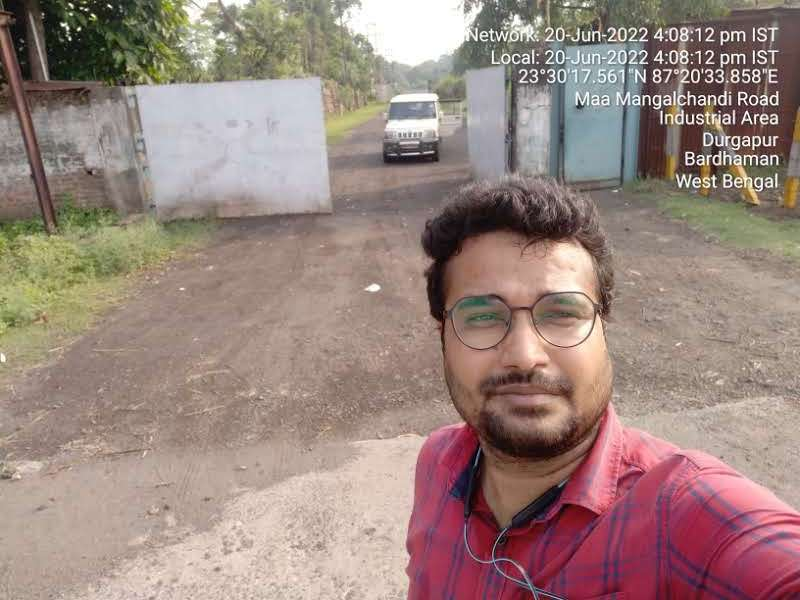 Network: 20-Jun-2022 4:08:12 pm IST
Local: 20-Jun-2022 4:08:12 pm IST
23°30'17.561"N 87°20'33.858"E
Maa Mangalchandi Road
Industrial Area
Durgapur
Bardhaman
West Bengal